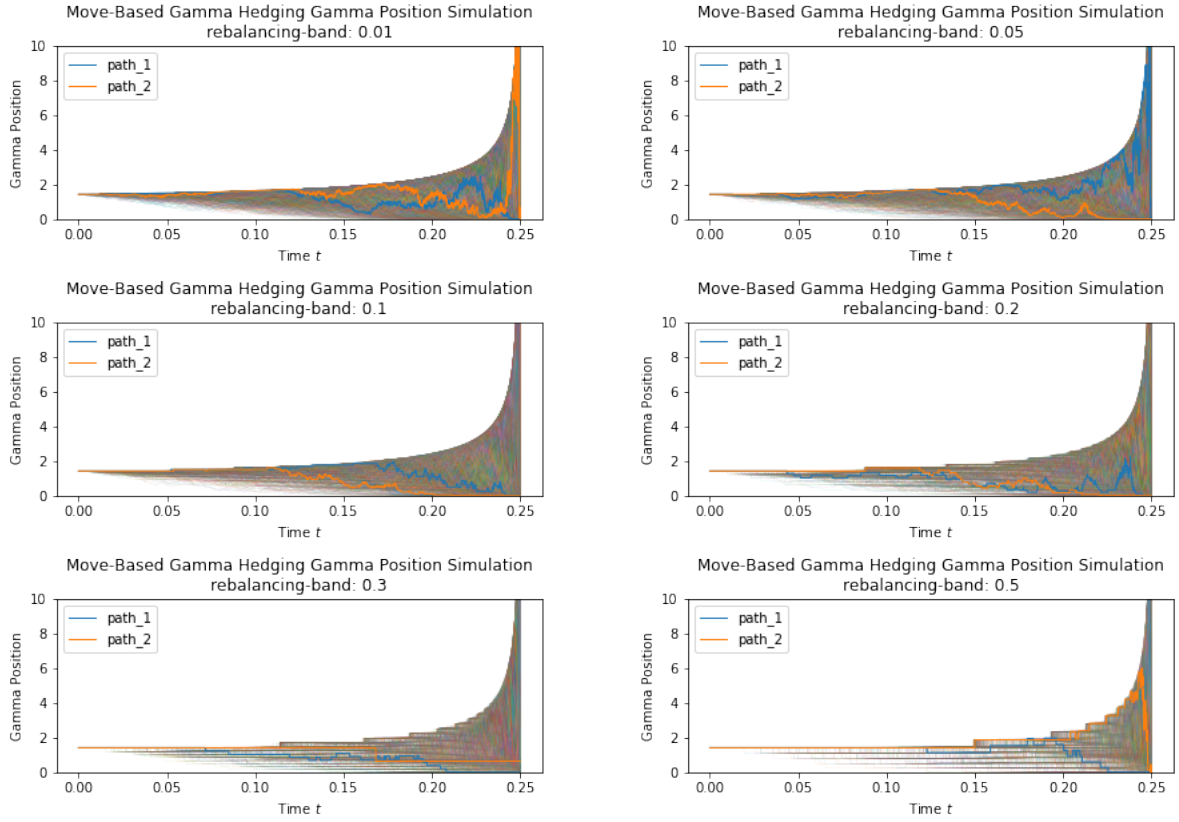 Move-Based Gamma Hedging Gamma Position Simulation
rebalancing-band: 0.01
10
8
6
4
2
0
Gamma Position
path_1
path_2
0.00 0.05 0.10 0.15 0.20 0.25
Time t
Move-Based Gamma Hedging Gamma Position Simulation
rebalancing-band: 0.05
10
8
6
4
2
0
Gamma Position
path_1
path_2
0.00 0.05 0.10 0.15 0.20 0.25
Time t
Move-Based Gamma Hedging Gamma Position Simulation
rebalancing-band: 0.1
10
8
6
4
2
0
Gamma Position
path_1
path_2
0.00 0.05 0.10 0.15 0.20 0.25
Time t
Move-Based Gamma Hedging Gamma Position Simulation
rebalancing-band: 0.2
10
8
6
4
2
0
Gamma Position
path_1
path_2
0.00 0.05 0.10 0.15 0.20 0.25
Time t
Move-Based Gamma Hedging Gamma Position Simulation
rebalancing-band: 0.3
10
8
6
4
2
0
Gamma Position
path_1
path_2
0.00 0.05 0.10 0.15 0.20 0.25
Time t
Move-Based Gamma Hedging Gamma Position Simulation
rebalancing-band: 0.5
10
8
6
4
2
0
Gamma Position
path_1
path_2
0.00 0.05 0.10 0.15 0.20 0.25
Time t